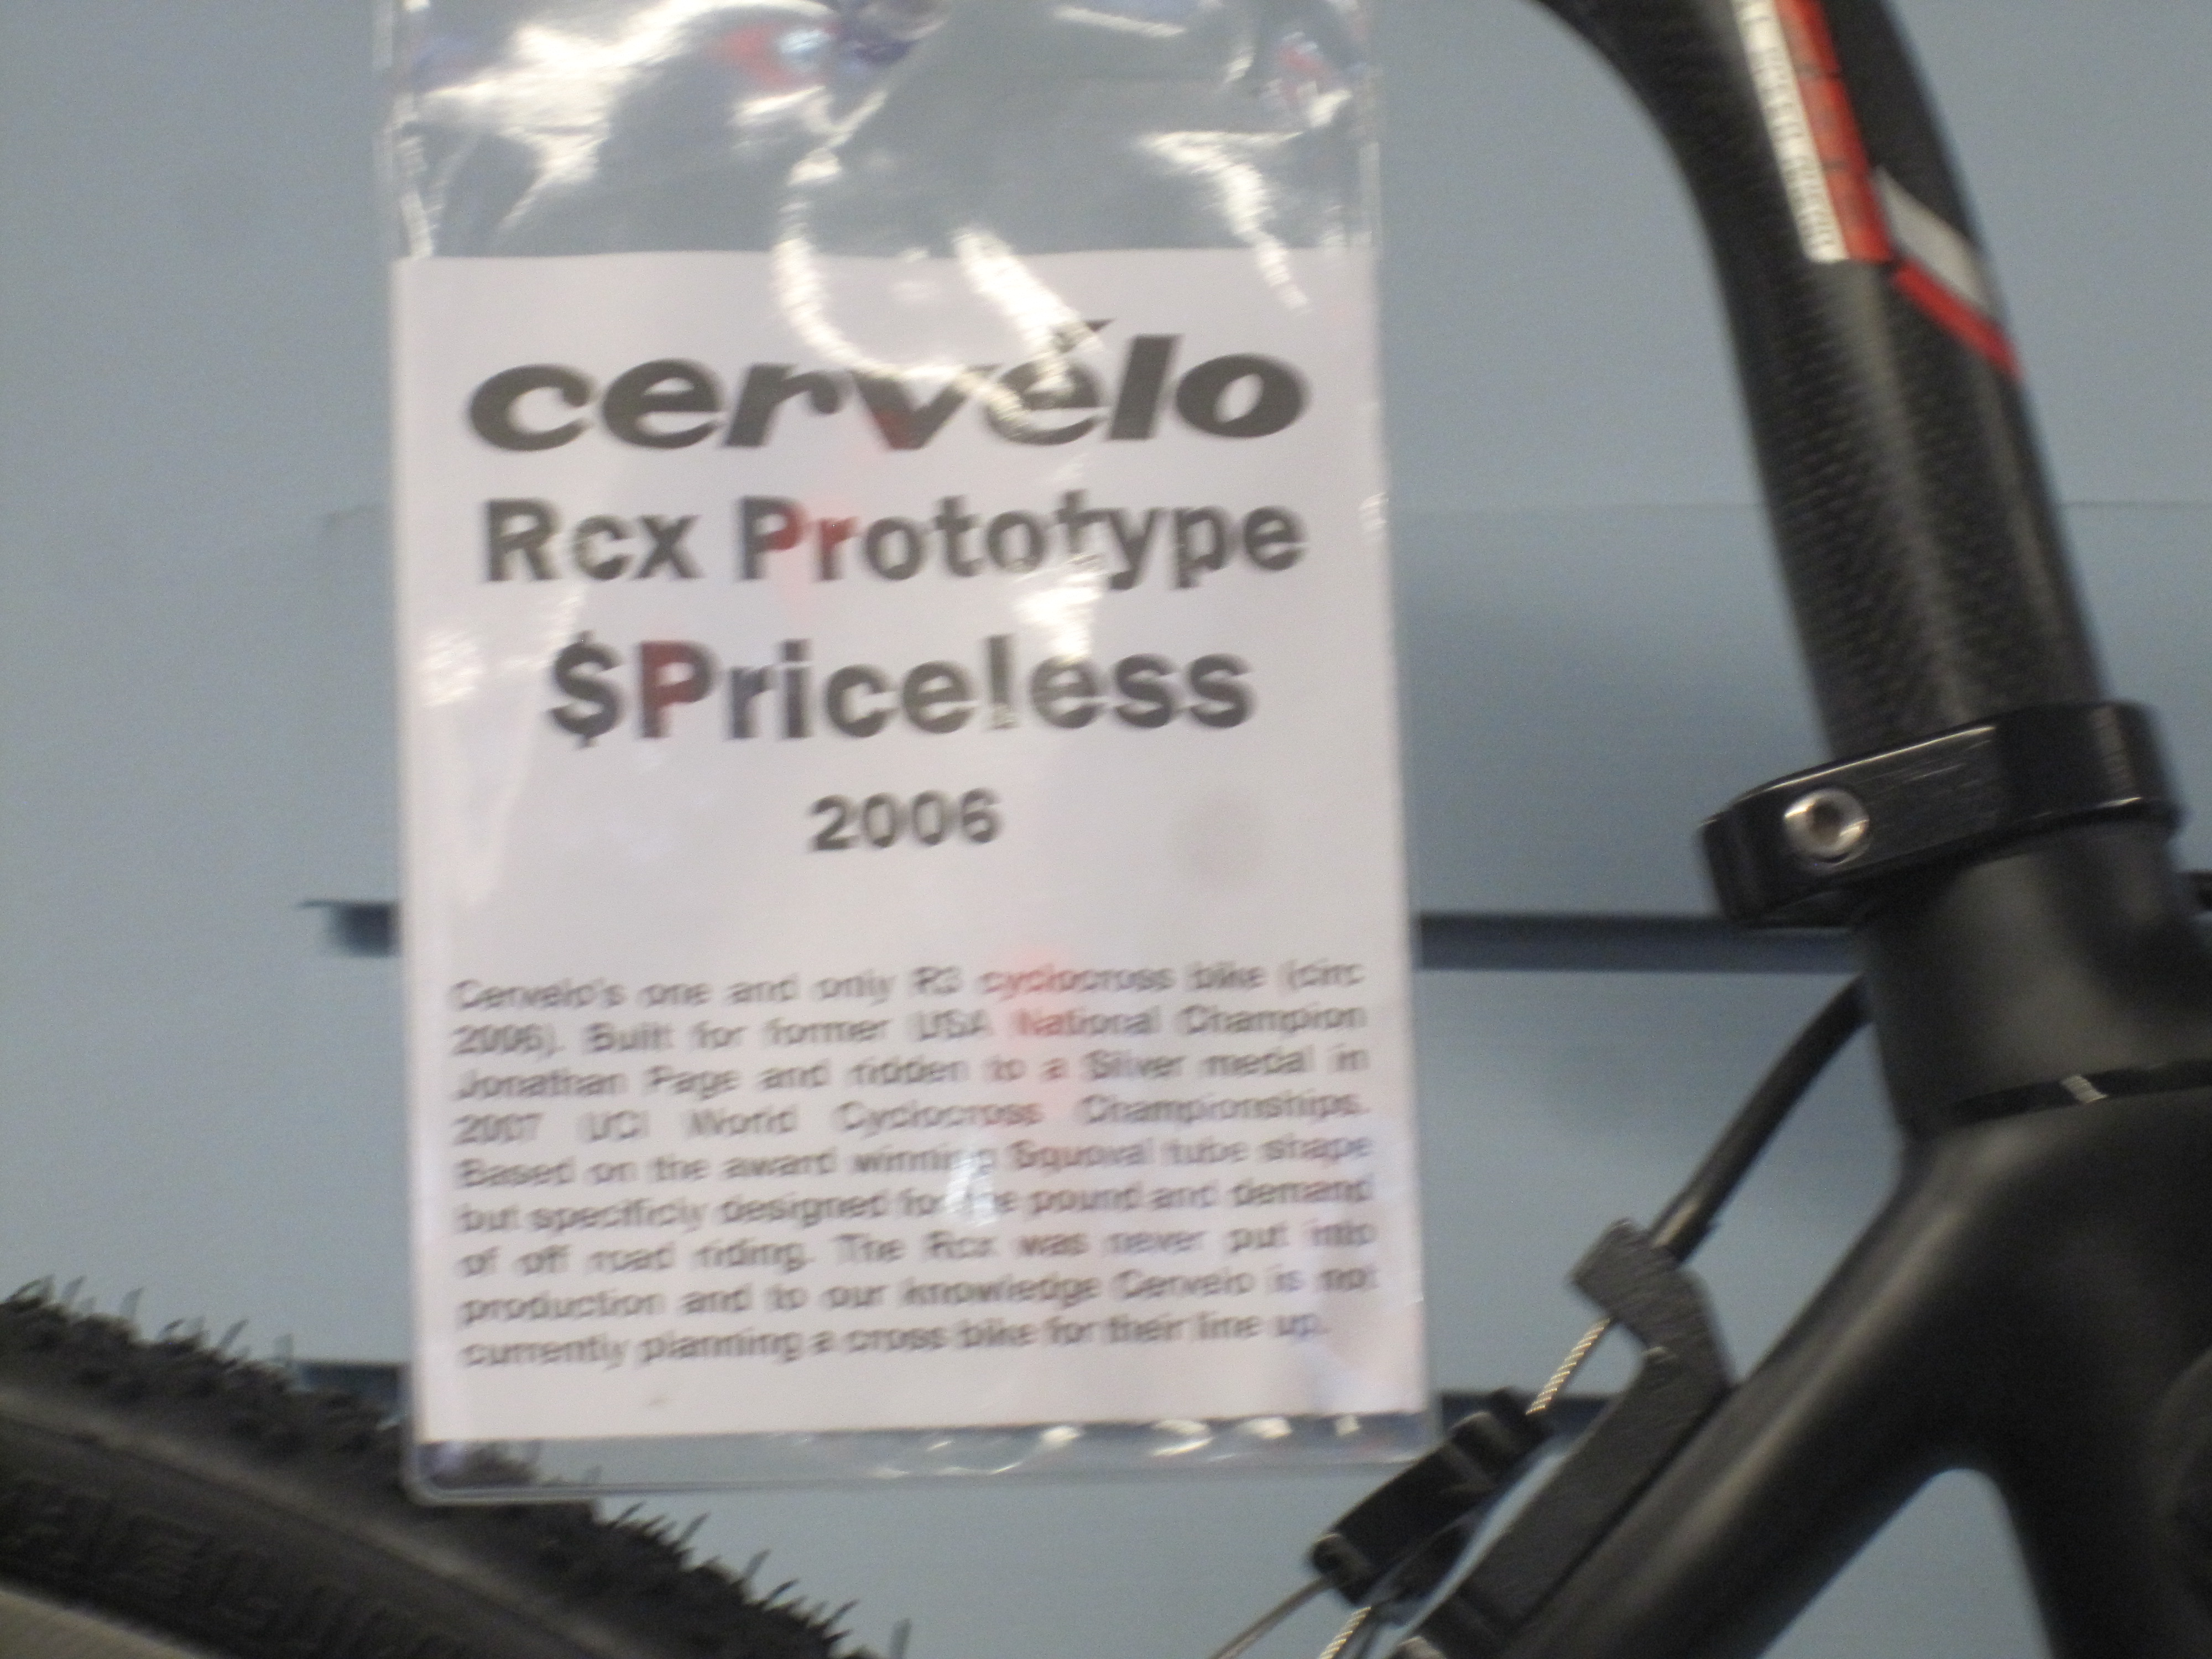 cervélo
Rcx Prototype
$Priceless
2006
Cervelo's one and only R3 cyclocross bike (circ
2006). Built for former USA National Champion
Jonathan Page and ridden to a Silver medal in
2007 UCI World Cyclocross Championships.
Based on the award winning Squoval tube shape
but specificly designed for the pound and demand
of off road riding. The Rcx was never put into
production and to our knowledge Cervelo is not
currently planning a cross bike for their line up.